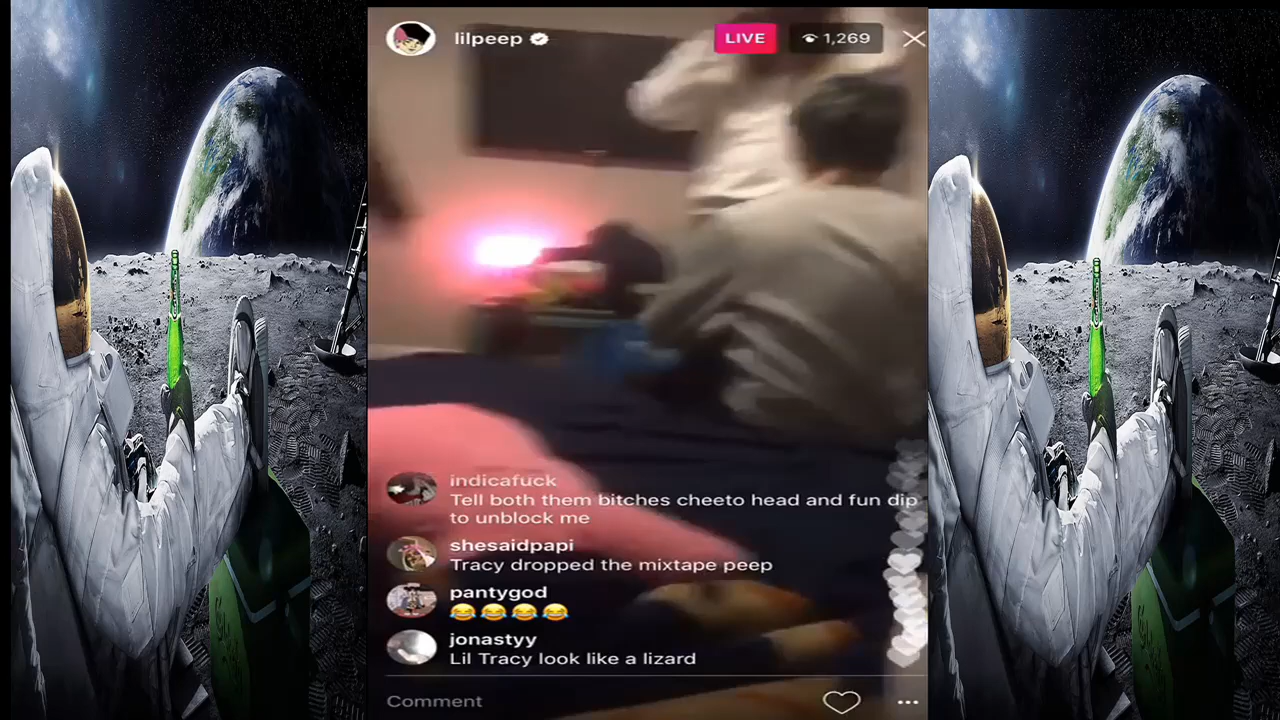 lilpeep
LIVE
1,269
indicafuck
Tell both them bitches cheeto head and fun dip
to unblock me
shesaidpapi
Tracy dropped the mixtape peep
pantygod
😂😂😂😂
jonastyy
Lil Tracy look like a lizard
Comment